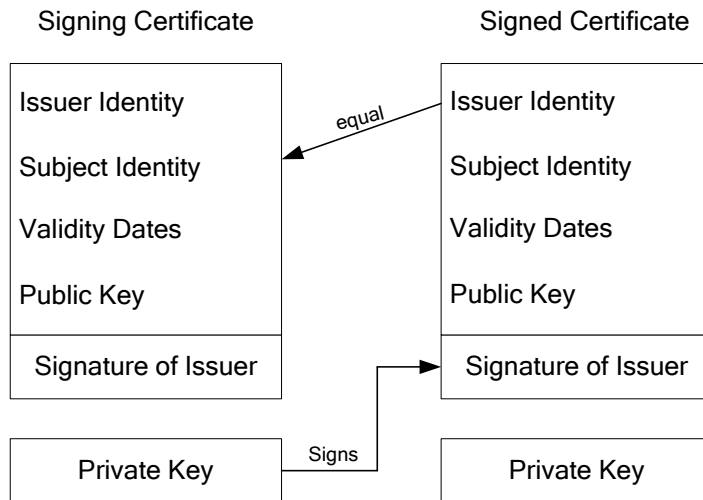 Signing Certificate
Signed Certificate
Issuer Identity
Subject Identity
Validity Dates
Public Key
Signature of Issuer
Private Key
equal
Signs
Issuer Identity
Subject Identity
Validity Dates
Public Key
Signature of Issuer
Private Key